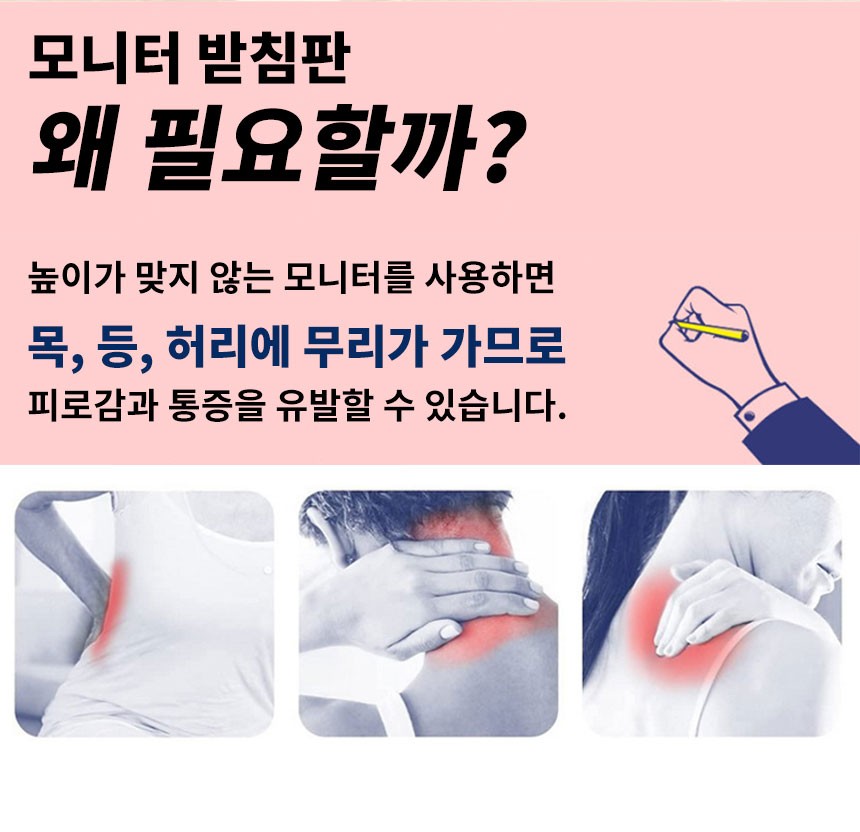 모니터 받침판
왜 필요할까?
높이가 맞지 않는 모니터를 사용하면
목, 등, 허리에 무리가 가므로
피로감과 통증을 유발할 수 있습니다.